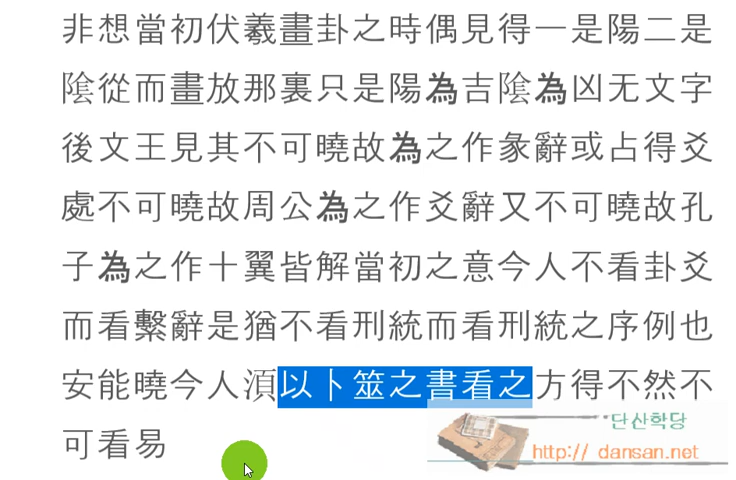 非想當初伏羲畫卦之時偶見得一是陽二是
陰從而畫放那裏只是陽為吉陰為凶无文字
後文王見其不可曉故為之作彖辭或占得爻
處不可曉故周公為之作爻辭又不可曉故孔
子為之作十翼皆解當初之意今人不看卦爻
而看繫辭是猶不看刑統而看刑統之序例也
安能曉今人湏以卜筮之書看之方得不然不
可看易
단산학당
http:// dansan.net